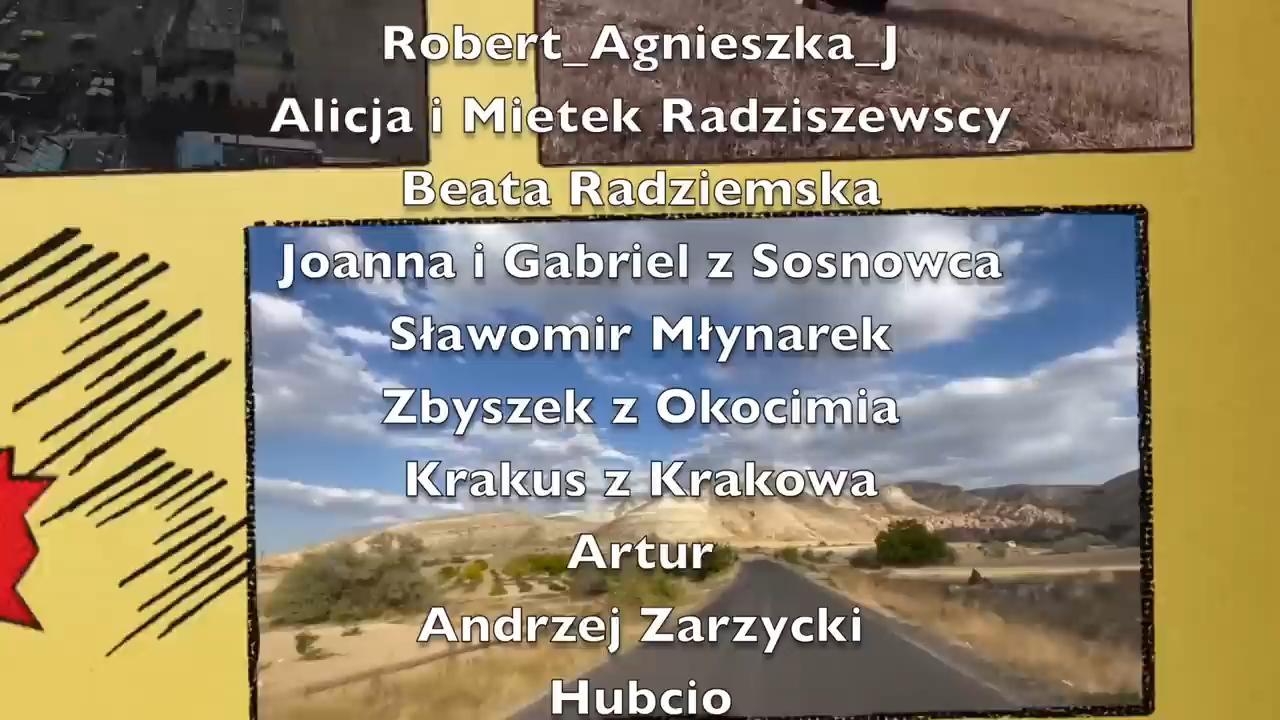 Robert_Agnieszka_J
Alicja i Mietek Radziszewscy
Beata Radziemska
Joanna i Gabriel z Sosnowca
Sławomir Młynarek
Zbyszek z Okocimia
Krakus z Krakowa
Artur
Andrzej Zarzycki
Hubcio